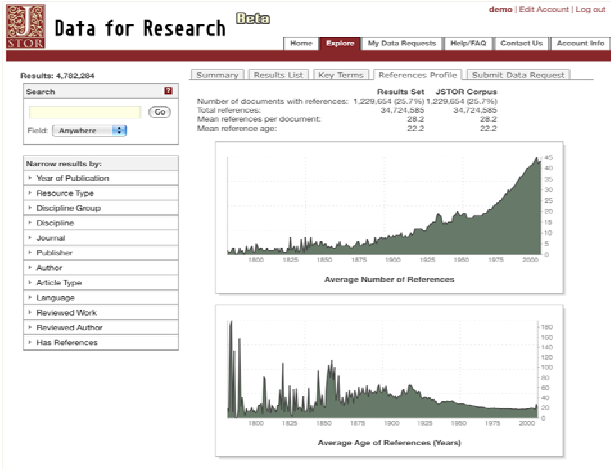 demo | Edit Account | Log out
JSTOR
Data for Research Beta
Home Explore My Data Requests Help/FAQ Contact Us Account Info
Results: 4,782,284
Summary Results List Key Terms References Profile Submit Data Request
Search ?
Go
Field: Anywhere
Results Set JSTOR Corpus
Number of documents with references: 1,229,654 (25.7%) 1,229,654 (25.7%)
Total references: 34,724,585 34,724,585
Mean references per document: 28.2 28.2
Mean reference age: 22.2 22.2
Narrow results by:
Year of Publication
Resource Type
Discipline Group
Discipline
Journal
Publisher
Author
Article Type
Language
Reviewed Work
Reviewed Author
Has References
45
40
35
30
25
20
15
10
5
0
1800 1825 1850 1875 1900 1925 1950 1975 2000
Average Number of References
180
160
140
120
100
80
60
40
20
0
1800 1825 1850 1875 1900 1925 1950 1975 2000
Average Age of References (Years)